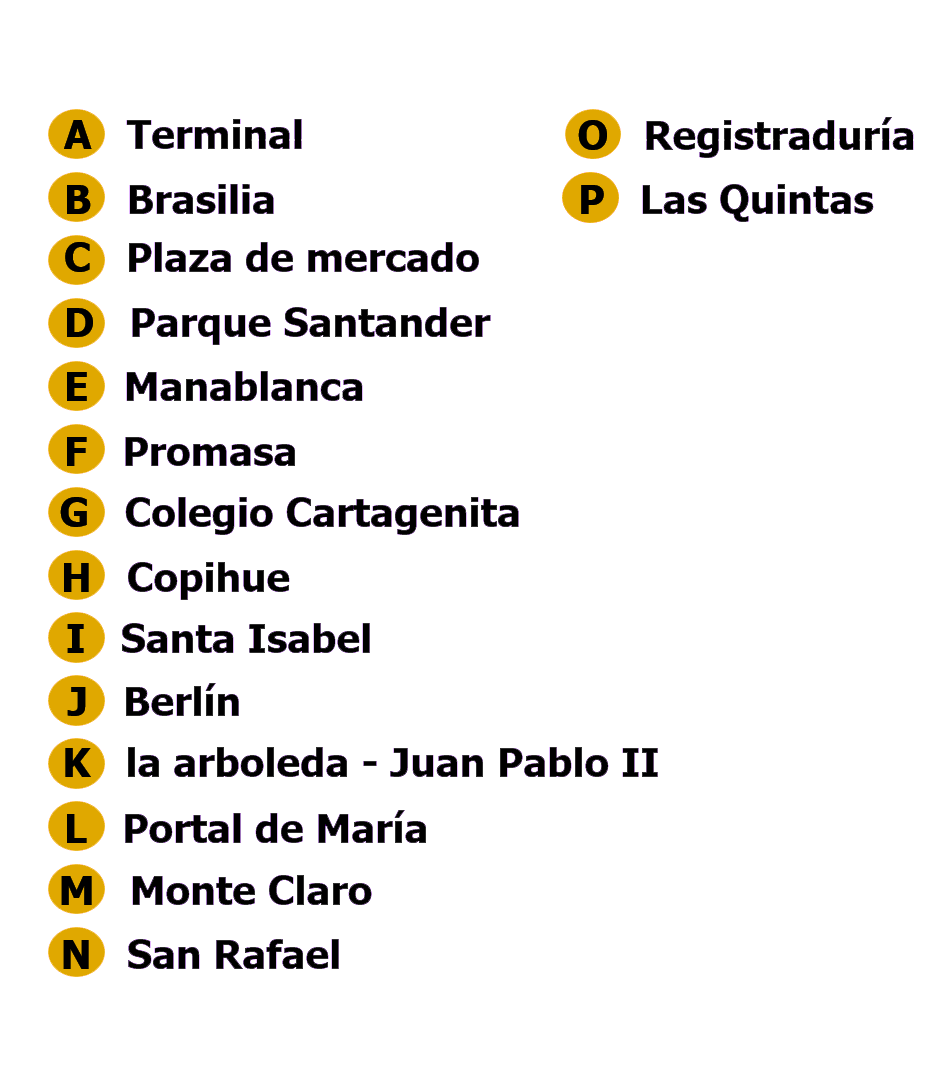 A Terminal
B Brasilia
C Plaza de mercado
D Parque Santander
E Manablanca
F Promasa
G Colegio Cartagenita
H Copihue
I Santa Isabel
J Berlín
K la arboleda - Juan Pablo II
L Portal de María
M Monte Claro
N San Rafael
O Registraduría
P Las Quintas